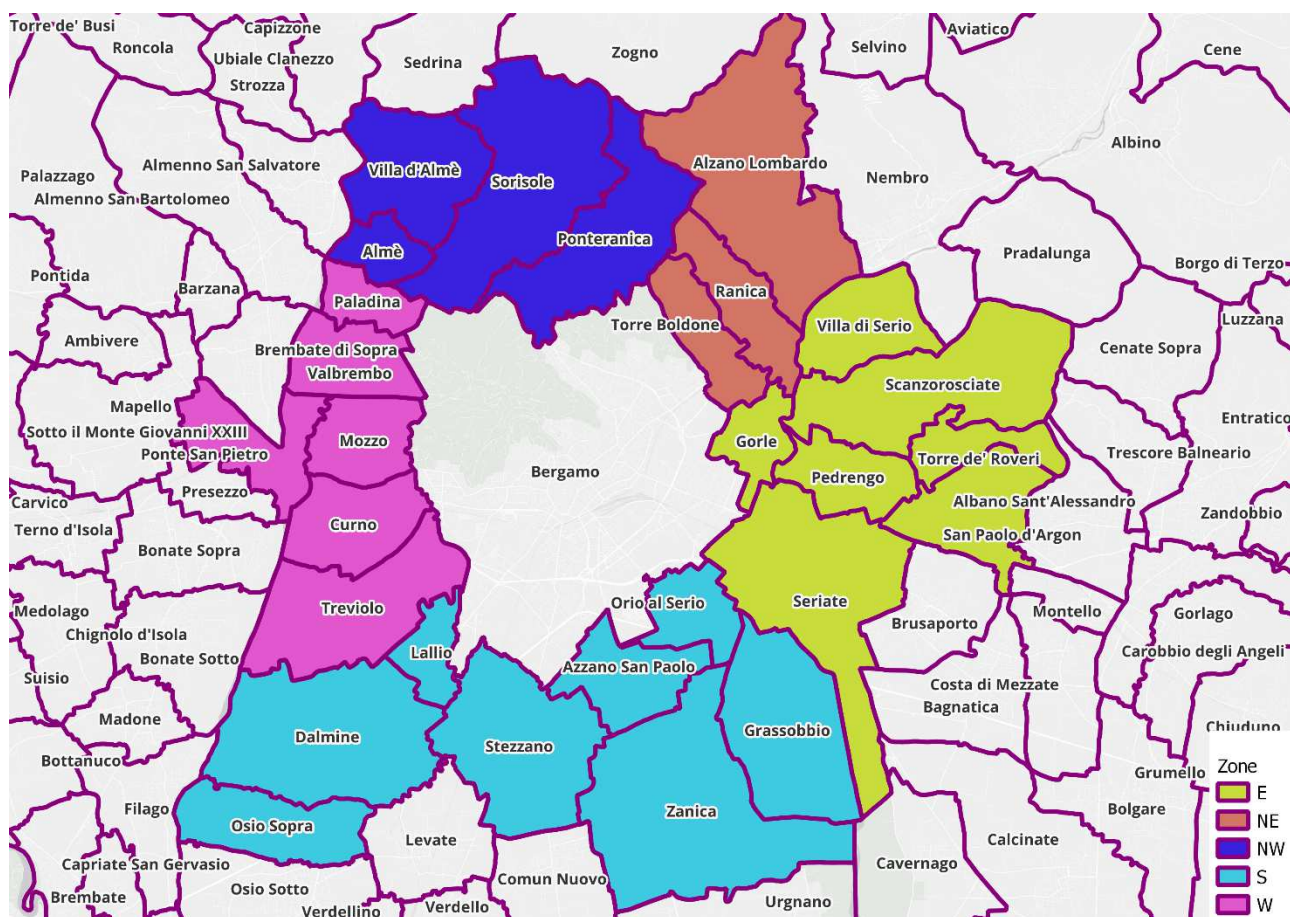 Torre de' Busi
Roncola
Capizzone
Ubiale Clanezzo
Strozza
Sedrina
Zogno
Selvino
Aviatico
Cene
Palazzago
Almenno San Salvatore
Almenno San Bartolomeo
Villa d'Almè
Sorisole
Alzano Lombardo
Nembro
Albino
Pontida
Barzana
Almè
Ponteranica
Pradalunga
Borgo di Terzo
Paladina
Ranica
Ambivere
Brembate di Sopra
Valbrembo
Torre Boldone
Villa di Serio
Luzzana
Cenate Sopra
Mapello
Scanzorosciate
Sotto il Monte Giovanni XXIII
Ponte San Pietro
Mozzo
Gorle
Entratico
Presezzo
Bergamo
Pedrengo
Torre de' Roveri
Trescore Balneario
Carvico
Terno d'Isola
Bonate Sopra
Curno
Albano Sant'Alessandro
San Paolo d'Argon
Zandobbio
Medolago
Chignolo d'Isola
Bonate Sotto
Treviolo
Orio al Serio
Seriate
Brusaporto
Montello
Gorlago
Suisio
Lallio
Azzano San Paolo
Carobbio degli Angeli
Madone
Costa di Mezzate
Bagnatica
Dalmine
Stezzano
Grassobbio
Chiuduno
Bottanuco
Filago
Zanica
Grumello
Bolgare
Osio Sopra
Levate
Calcinate
Capriate San Gervasio
Brembate
Osio Sotto
Comun Nuovo
Cavernago
Verdellino
Verdello
Urgnano
Zone
E
NE
NW
S
W